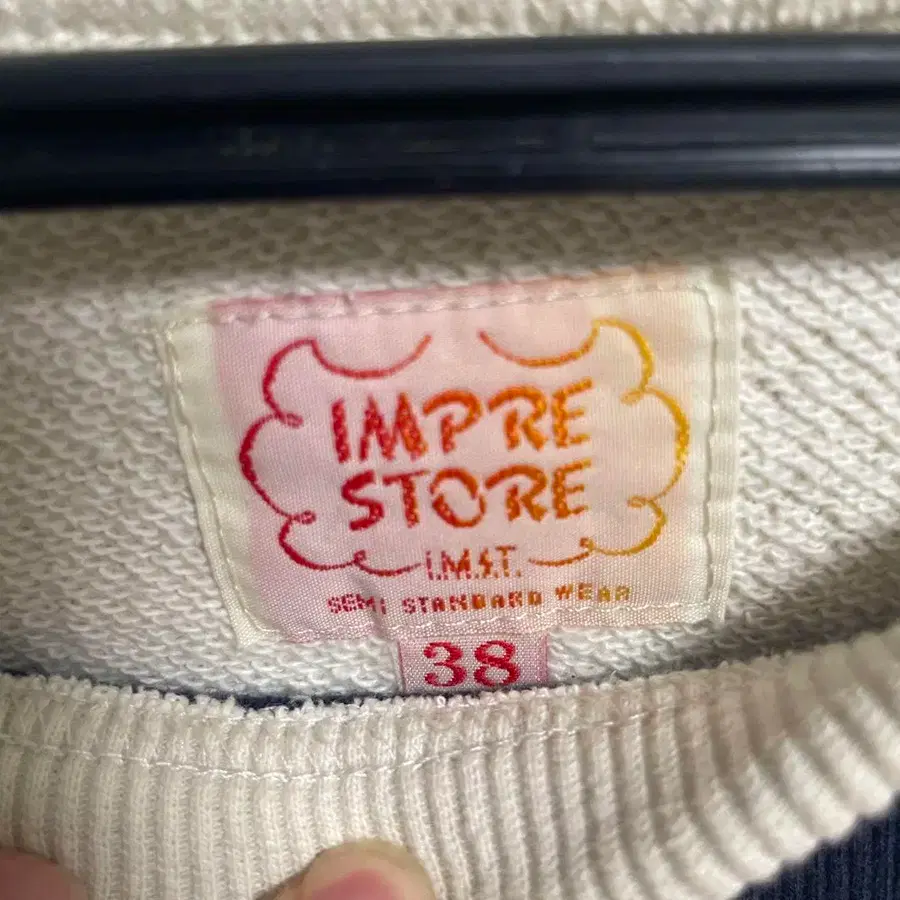 IMPRE
STORE
I.M.S.T.
SEMI STANDARD WEAR
38